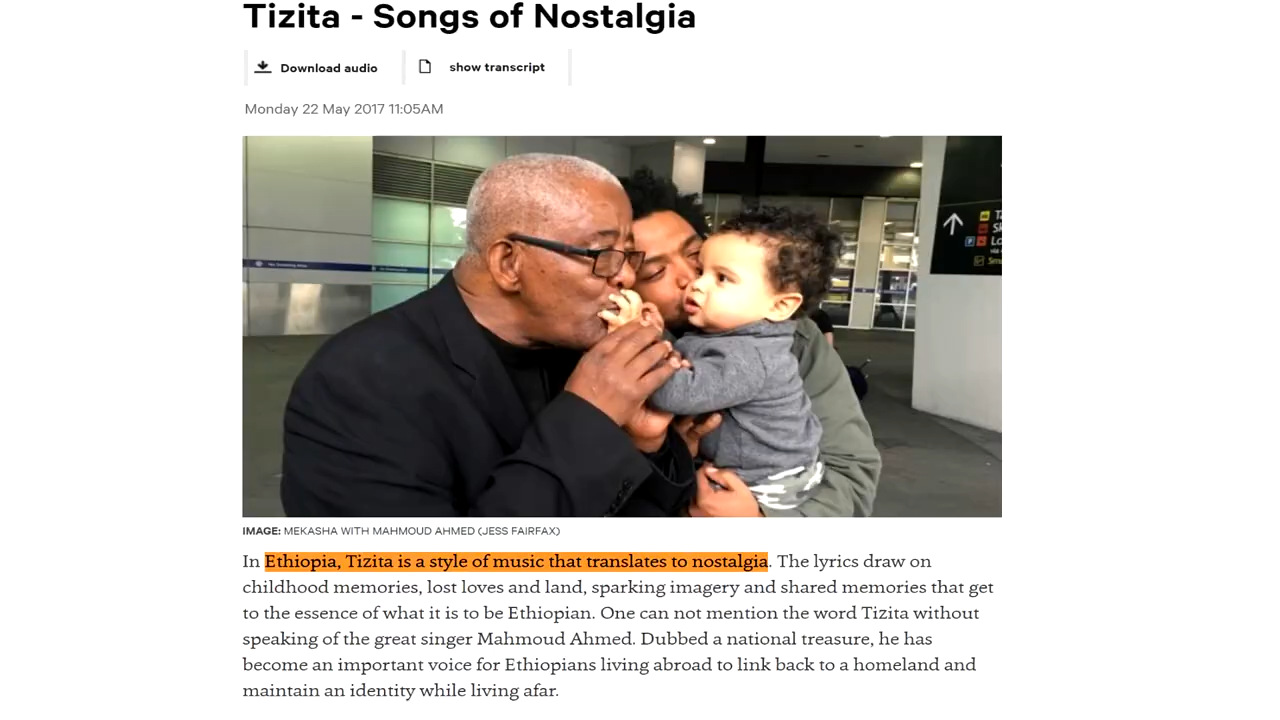 Tizita - Songs of Nostalgia
Download audio
show transcript
Monday 22 May 2017 11:05AM
IMAGE: MEKASHA WITH MAHMOUD AHMED (JESS FAIRFAX)
In Ethiopia, Tizita is a style of music that translates to nostalgia. The lyrics draw on
childhood memories, lost loves and land, sparking imagery and shared memories that get
to the essence of what it is to be Ethiopian. One can not mention the word Tizita without
speaking of the great singer Mahmoud Ahmed. Dubbed a national treasure, he has
become an important voice for Ethiopians living abroad to link back to a homeland and
maintain an identity while living afar.